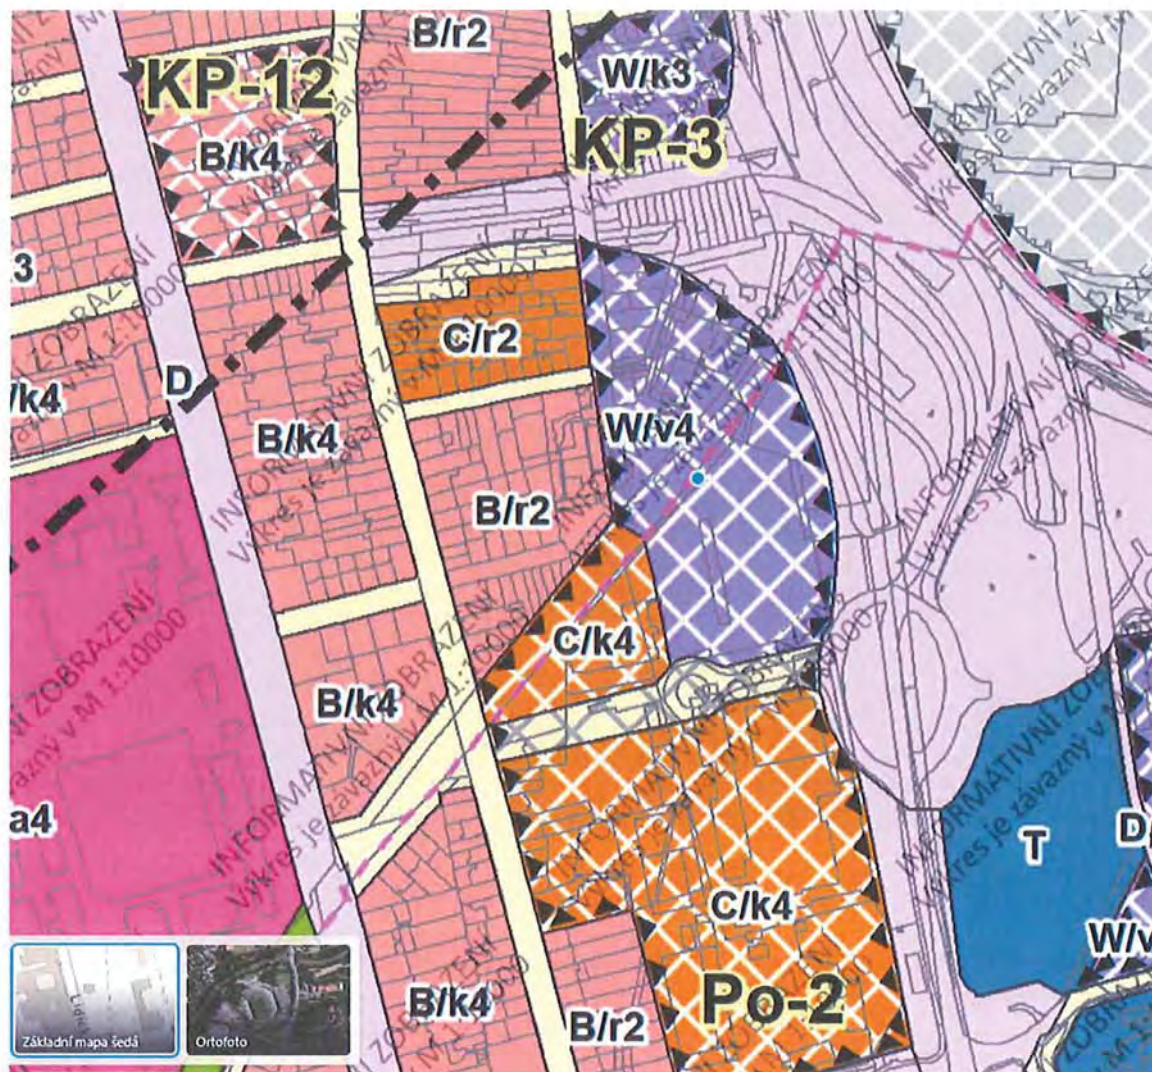 B/r2
W/k3
KP-12
KP-3
B/k4
3
C/r2
D
/k4
B/k4
W/v4
B/r2
C/k4
B/k4
a4
T
D
C/k4
W/v
B/k4
Po-2
B/r2
INFORMATIVNÍ ZOBRAZENÍ
Výkres je závazný v M 1:10000
Základní mapa šedá
Ortofoto